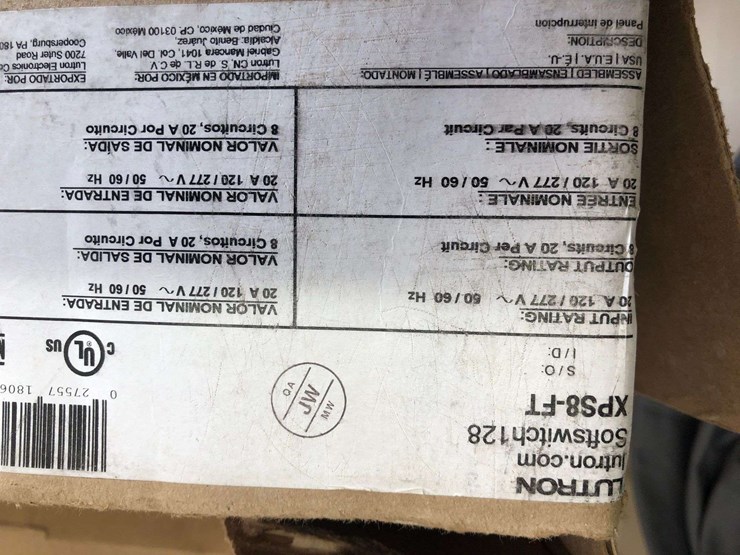 LUTRON
lutron.com
Softswitch128
XPS8-FT
S/O:
I/D:
MW
JW
QA
0 27557 1806
c UL US
INPUT RATING:
20 A 120 / 277 V ~ 50 / 60 Hz
OUTPUT RATING:
8 Circuits, 20 A Per Circuit
VALOR NOMINAL DE ENTRADA:
20 A 120 / 277 V ~ 50 / 60 Hz
VALOR NOMINAL DE SALIDA:
8 Circuitos, 20 A Por Circuito
ENTRÉE NOMINALE :
20 A 120 / 277 V ~ 50 / 60 Hz
SORTIE NOMINALE :
8 Circuits, 20 A Par Circuit
VALOR NOMINAL DE ENTRADA:
20 A 120 / 277 V ~ 50 / 60 Hz
VALOR NOMINAL DE SAÍDA:
8 Circuitos, 20 A Por Circuito
ASSEMBLED | ENSAMBLADO | ASSEMBLÉ | MONTADO:
USA | E.U.A. | É.-U.
DESCRIPTION:
Panel de interrupcion
IMPORTADO EN MÉXICO POR:
Lutron CN, S. de R.L. de C.V.
Gabriel Mancera 1041, Col. Del Valle,
Alcaldía: Benito Juárez,
Ciudad de México, CP. 03100 México
EXPORTADO POR:
Lutron Electronics Co
7200 Suter Road
Coopersburg, PA 180